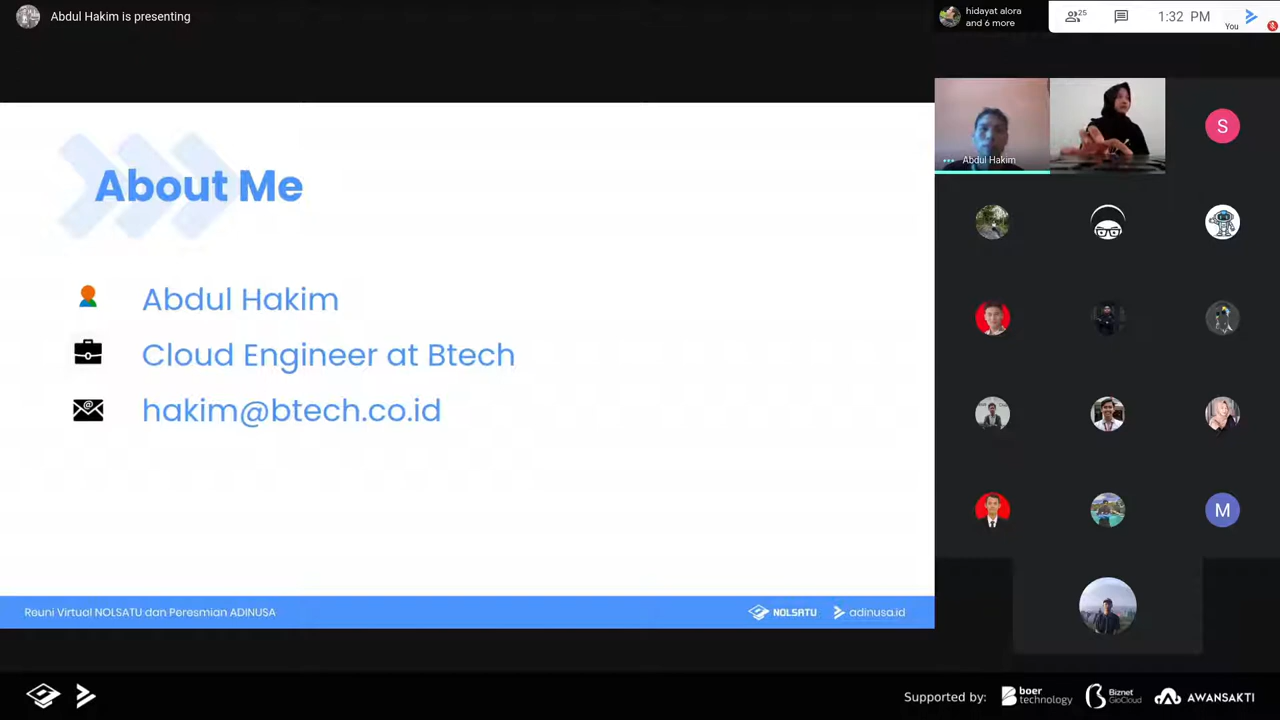 Abdul Hakim is presenting
hidayat alora
and 6 more
25
1:32 PM
You
Abdul Hakim
S
About Me
Abdul Hakim
Cloud Engineer at Btech
hakim@btech.co.id
M
Reuni Virtual NOLSATU dan Peresmian ADINUSA
NOLSATU
adinusa.id
Supported by:
boer
technology
Biznet
GioCloud
AWANSAKTI